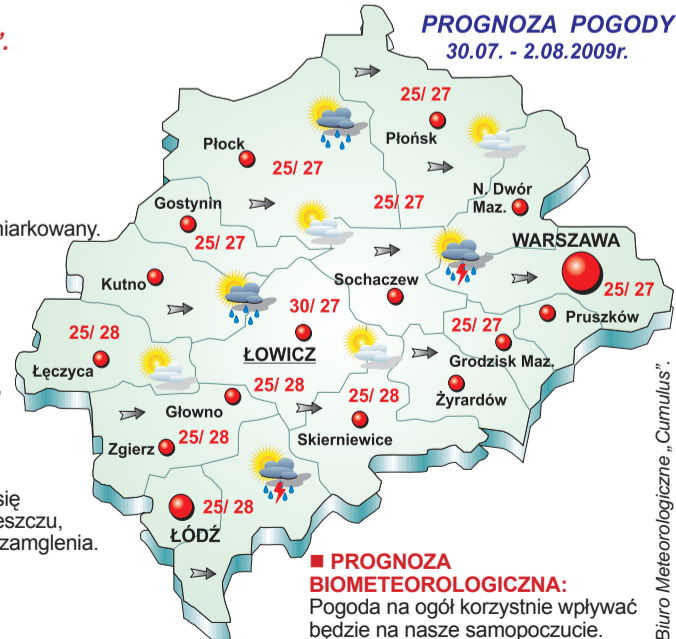 ”.
PROGNOZA POGODY
30.07. - 2.08.2009r.
25/ 27
Płońsk
Płock
25/ 27
N. Dwór
Maz.
25/ 27
Gostynin
miarkowany.
25/ 27
WARSZAWA
25/ 27
Kutno
Sochaczew
30/ 27
Pruszków
25/ 28
Łęczyca
ŁOWICZ
25/ 27
Grodzisk Maz.
25/ 28
25/ 28
Żyrardów
Głowno
Skierniewice
Zgierz
25/ 28
25/ 28
ŁÓDŹ
się
eszczu,
zamglenia.
■ PROGNOZA
BIOMETEOROLOGICZNA:
Pogoda na ogół korzystnie wpływać
będzie na nasze samopoczucie.
Biuro Meteorologiczne „Cumulus”.